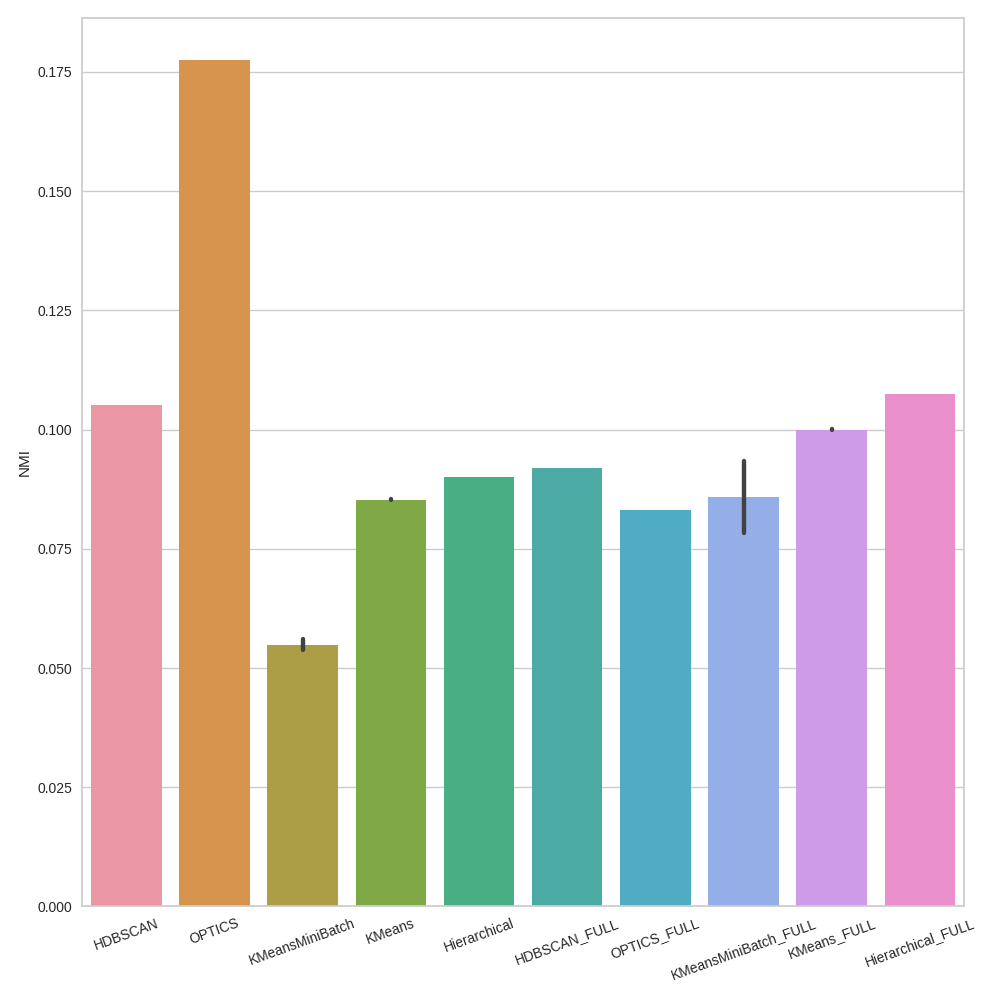 0.175
0.150
0.125
0.100
0.075
0.050
0.025
0.000
NMI
HDBSCAN
OPTICS
KMeansMiniBatch
KMeans
Hierarchical
HDBSCAN_FULL
OPTICS_FULL
KMeansMiniBatch_FULL
KMeans_FULL
Hierarchical_FULL